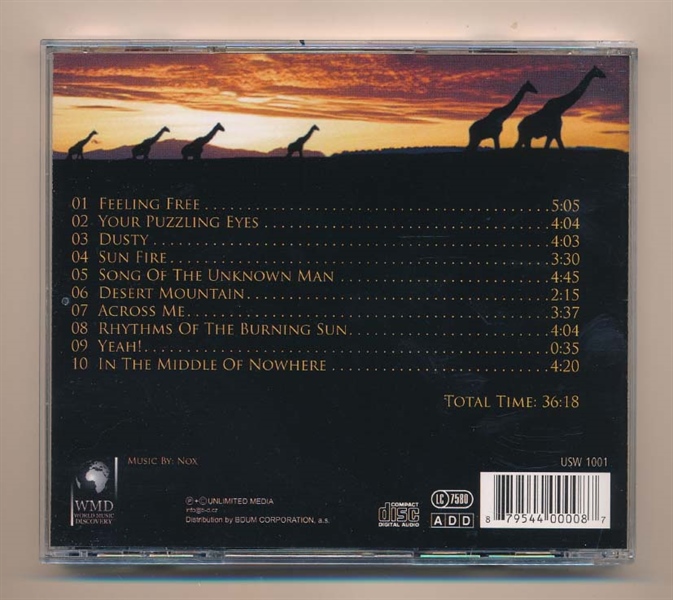 01 Feeling Free 5:05
02 Your Puzzling Eyes 4:04
03 Dusty 4:03
04 Sun Fire 3:30
05 Song Of The Unknown Man 4:45
06 Desert Mountain 2:15
07 Across Me 3:37
08 Rhythms Of The Burning Sun 4:04
09 Yeah! 0:35
10 In The Middle Of Nowhere 4:20
Total Time: 36:18
Music By: Nox
USW 1001
WMD
WORLD MUSIC
DISCOVERY
℗+© UNLIMITED MEDIA
Distribution by BDUM CORPORATION, a.s.
COMPACT
disc
DIGITAL AUDIO
LC 7580
ADD
8 79544 00008 7